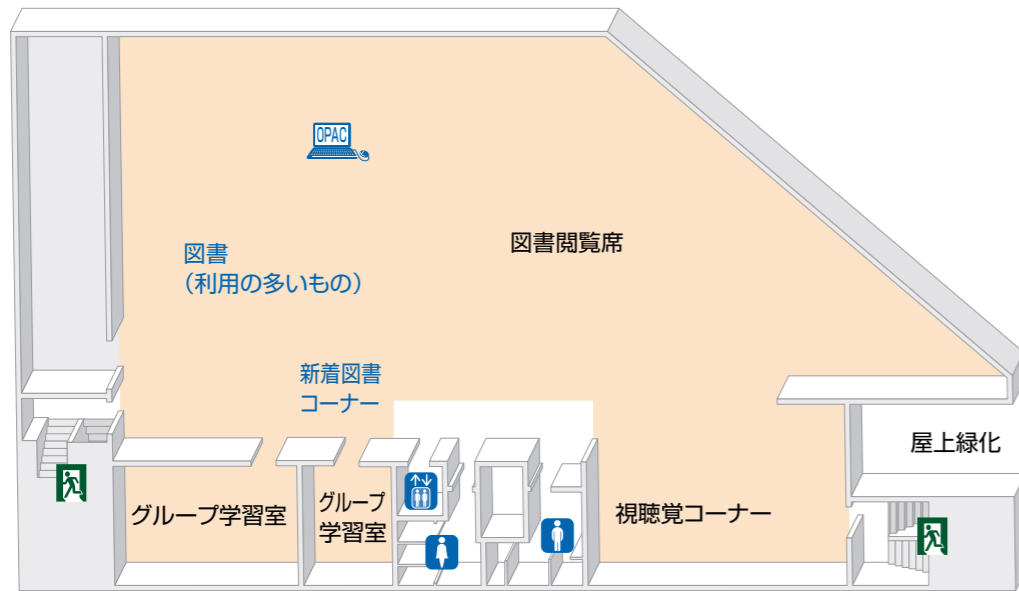 OPAC
図書
（利用の多いもの）
図書閲覧席
新着図書
コーナー
屋上緑化
グループ学習室
グループ
学習室
視聴覚コーナー